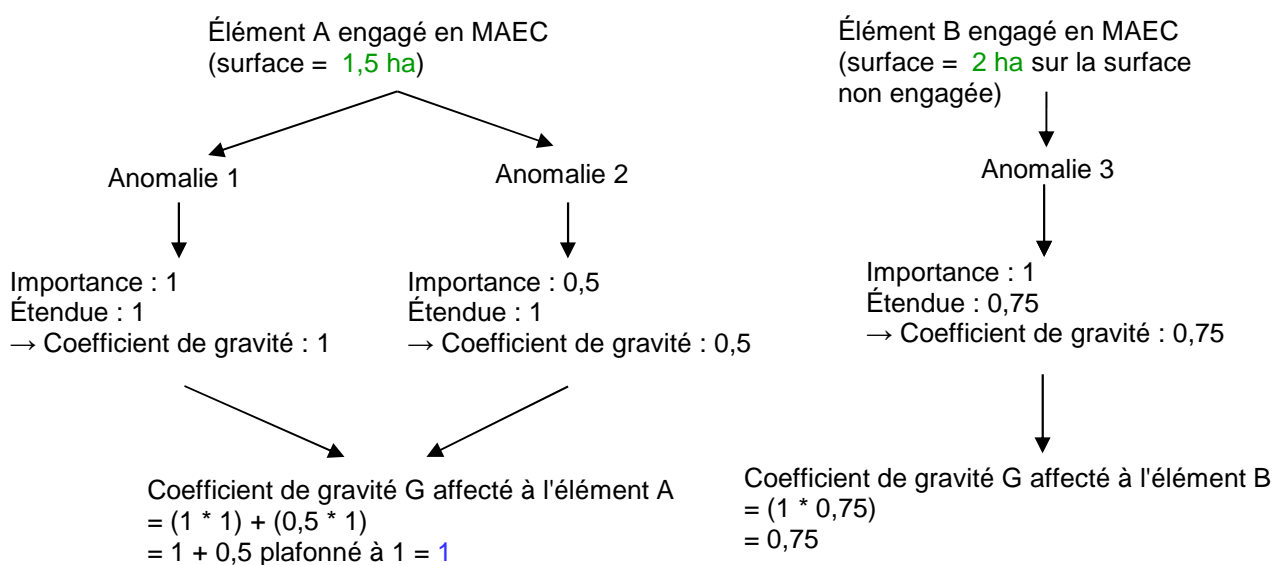 Élément A engagé en MAEC
(surface = 1,5 ha)
Élément B engagé en MAEC
(surface = 2 ha sur la surface
non engagée)
Anomalie 1
Anomalie 2
Anomalie 3
Importance : 1
Étendue : 1
→ Coefficient de gravité : 1
Importance : 0,5
Étendue : 1
→ Coefficient de gravité : 0,5
Importance : 1
Étendue : 0,75
→ Coefficient de gravité : 0,75
Coefficient de gravité G affecté à l'élément A
= (1 * 1) + (0,5 * 1)
= 1 + 0,5 plafonné à 1 = 1
Coefficient de gravité G affecté à l'élément B
= (1 * 0,75)
= 0,75